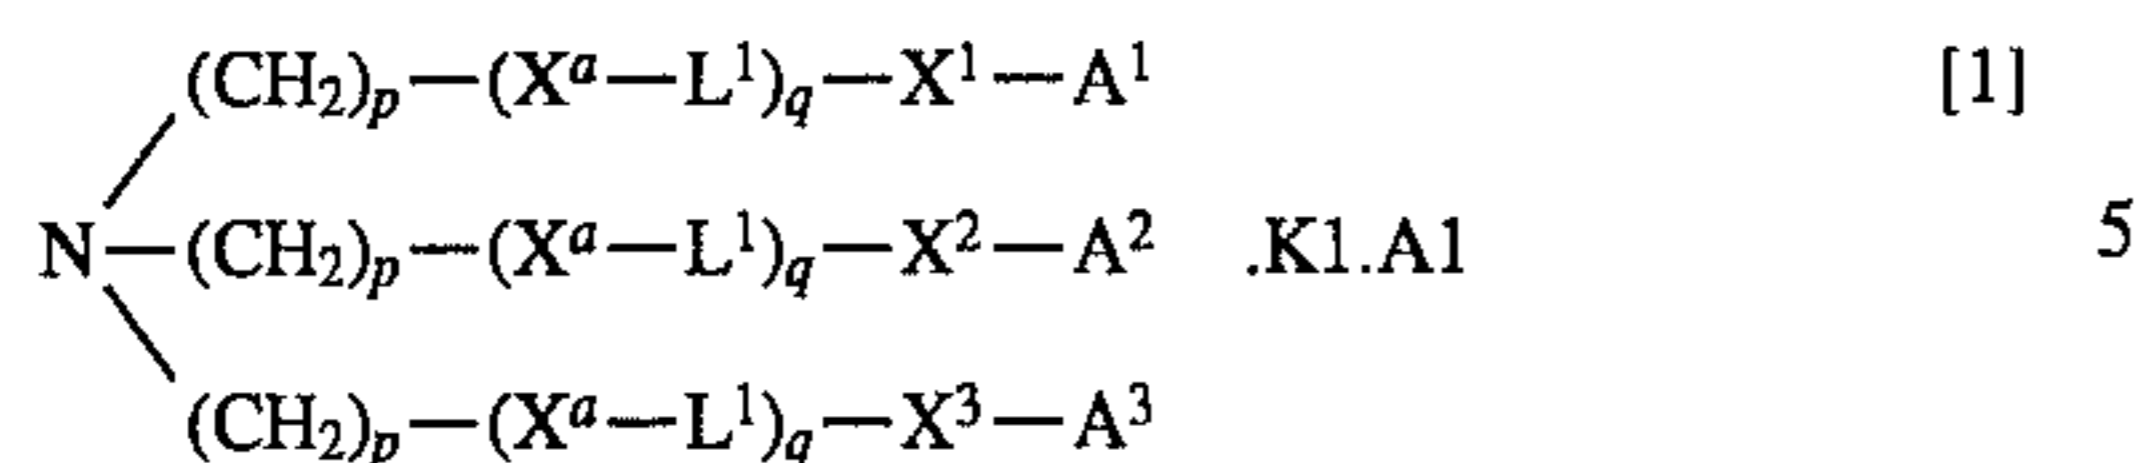 (CH₂)ₚ—(Xᵃ—L¹)q—X¹—A¹ [1]
N—(CH₂)ₚ—(Xᵃ—L¹)q—X²—A² .K1.A1 5
(CH₂)ₚ—(Xᵃ—L¹)q—X³—A³